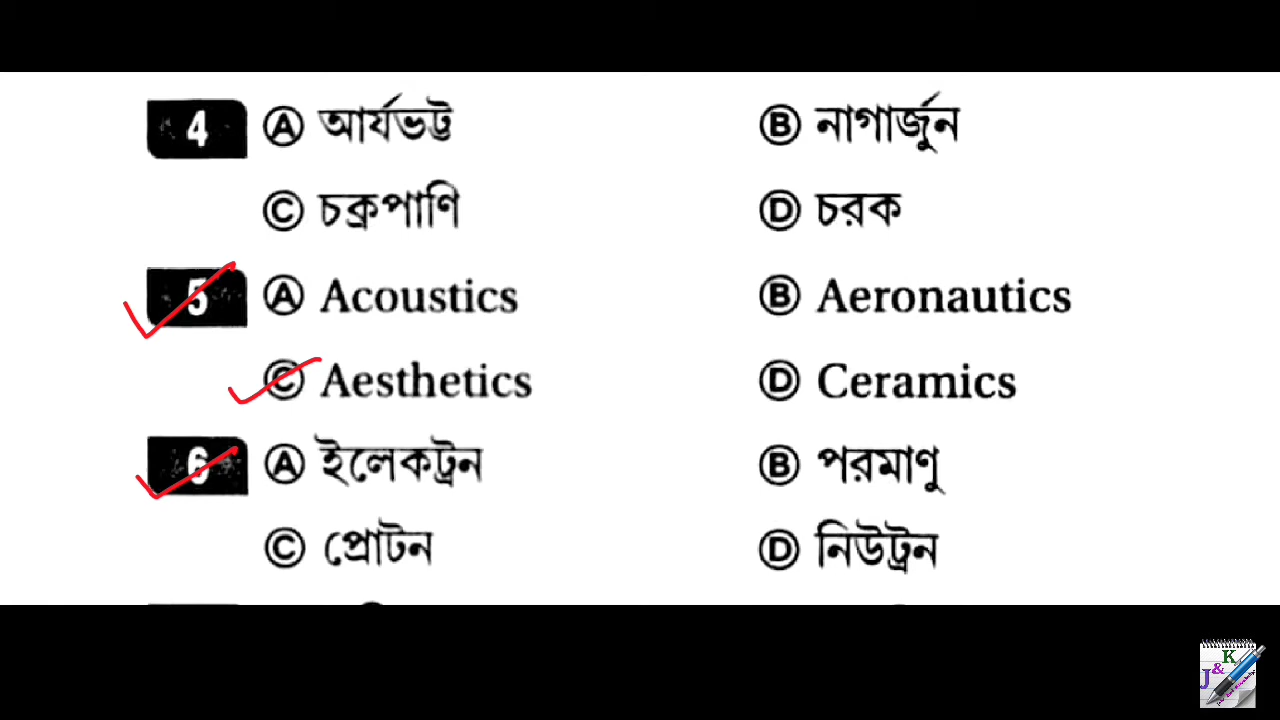 4 Ⓐ আর্যভট্ট Ⓑ নাগার্জুন
Ⓒ চক্রপাণি Ⓓ চরক
5 Ⓐ Acoustics Ⓑ Aeronautics
Ⓒ Aesthetics Ⓓ Ceramics
6 Ⓐ ইলেকট্রন Ⓑ পরমাণু
Ⓒ প্রোটন Ⓓ নিউট্রন
J&K